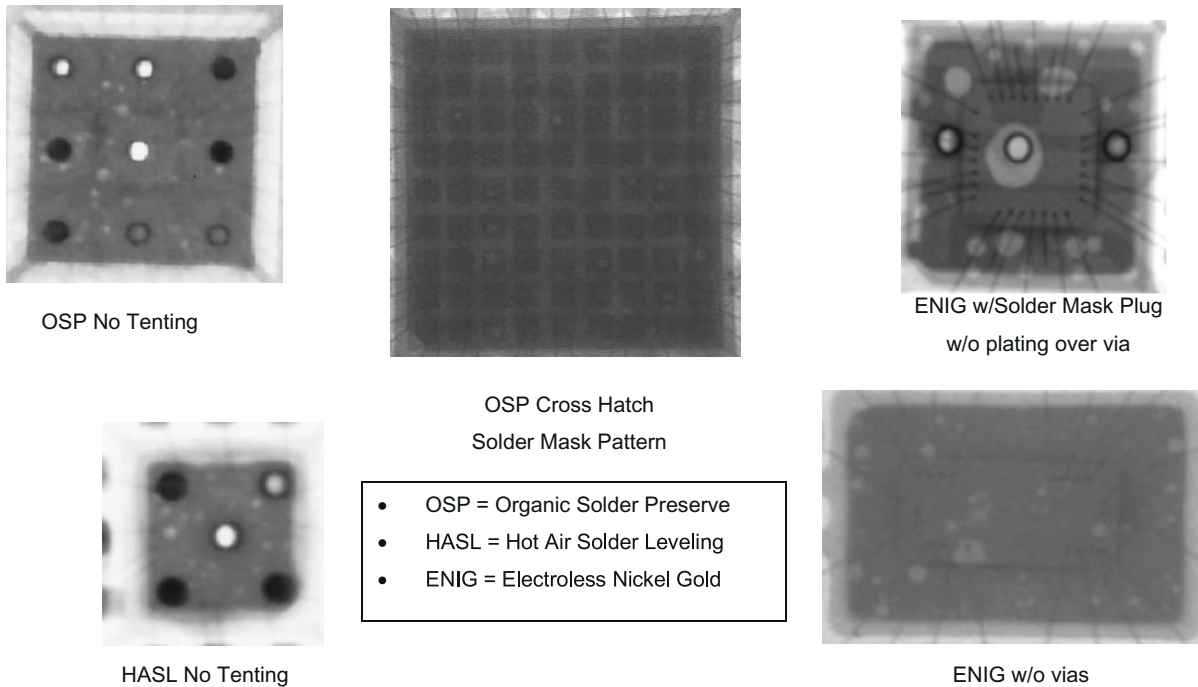 OSP No Tenting
ENIG w/Solder Mask Plug
w/o plating over via
OSP Cross Hatch
Solder Mask Pattern
• OSP = Organic Solder Preserve
• HASL = Hot Air Solder Leveling
• ENIG = Electroless Nickel Gold
HASL No Tenting
ENIG w/o vias